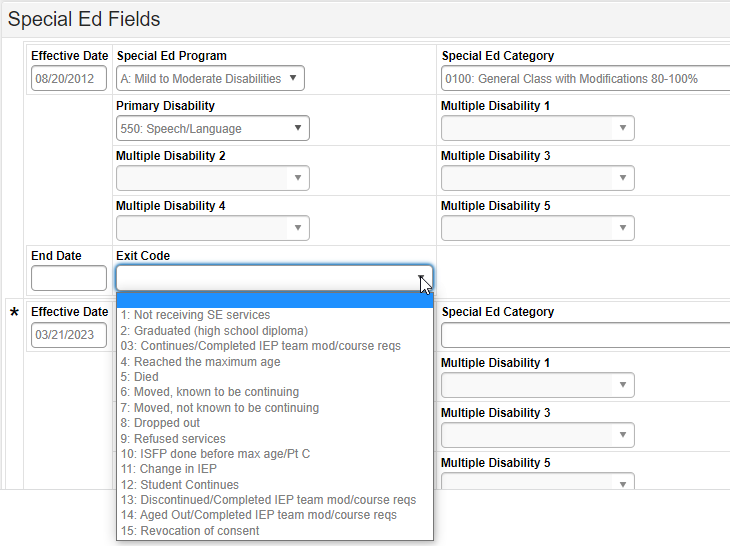 Special Ed Fields
Effective Date Special Ed Program Special Ed Category
08/20/2012 A: Mild to Moderate Disabilities 0100: General Class with Modifications 80-100%
Primary Disability Multiple Disability 1
550: Speech/Language
Multiple Disability 2 Multiple Disability 3
Multiple Disability 4 Multiple Disability 5
End Date Exit Code
* Effective Date Special Ed Category
03/21/2023
1: Not receiving SE services
2: Graduated (high school diploma)
03: Continues/Completed IEP team mod/course reqs
4: Reached the maximum age
Multiple Disability 1
5: Died
6: Moved, known to be continuing
7: Moved, not known to be continuing
Multiple Disability 3
8: Dropped out
9: Refused services
10: ISFP done before max age/Pt C
Multiple Disability 5
11: Change in IEP
12: Student Continues
13: Discontinued/Completed IEP team mod/course reqs
14: Aged Out/Completed IEP team mod/course reqs
15: Revocation of consent